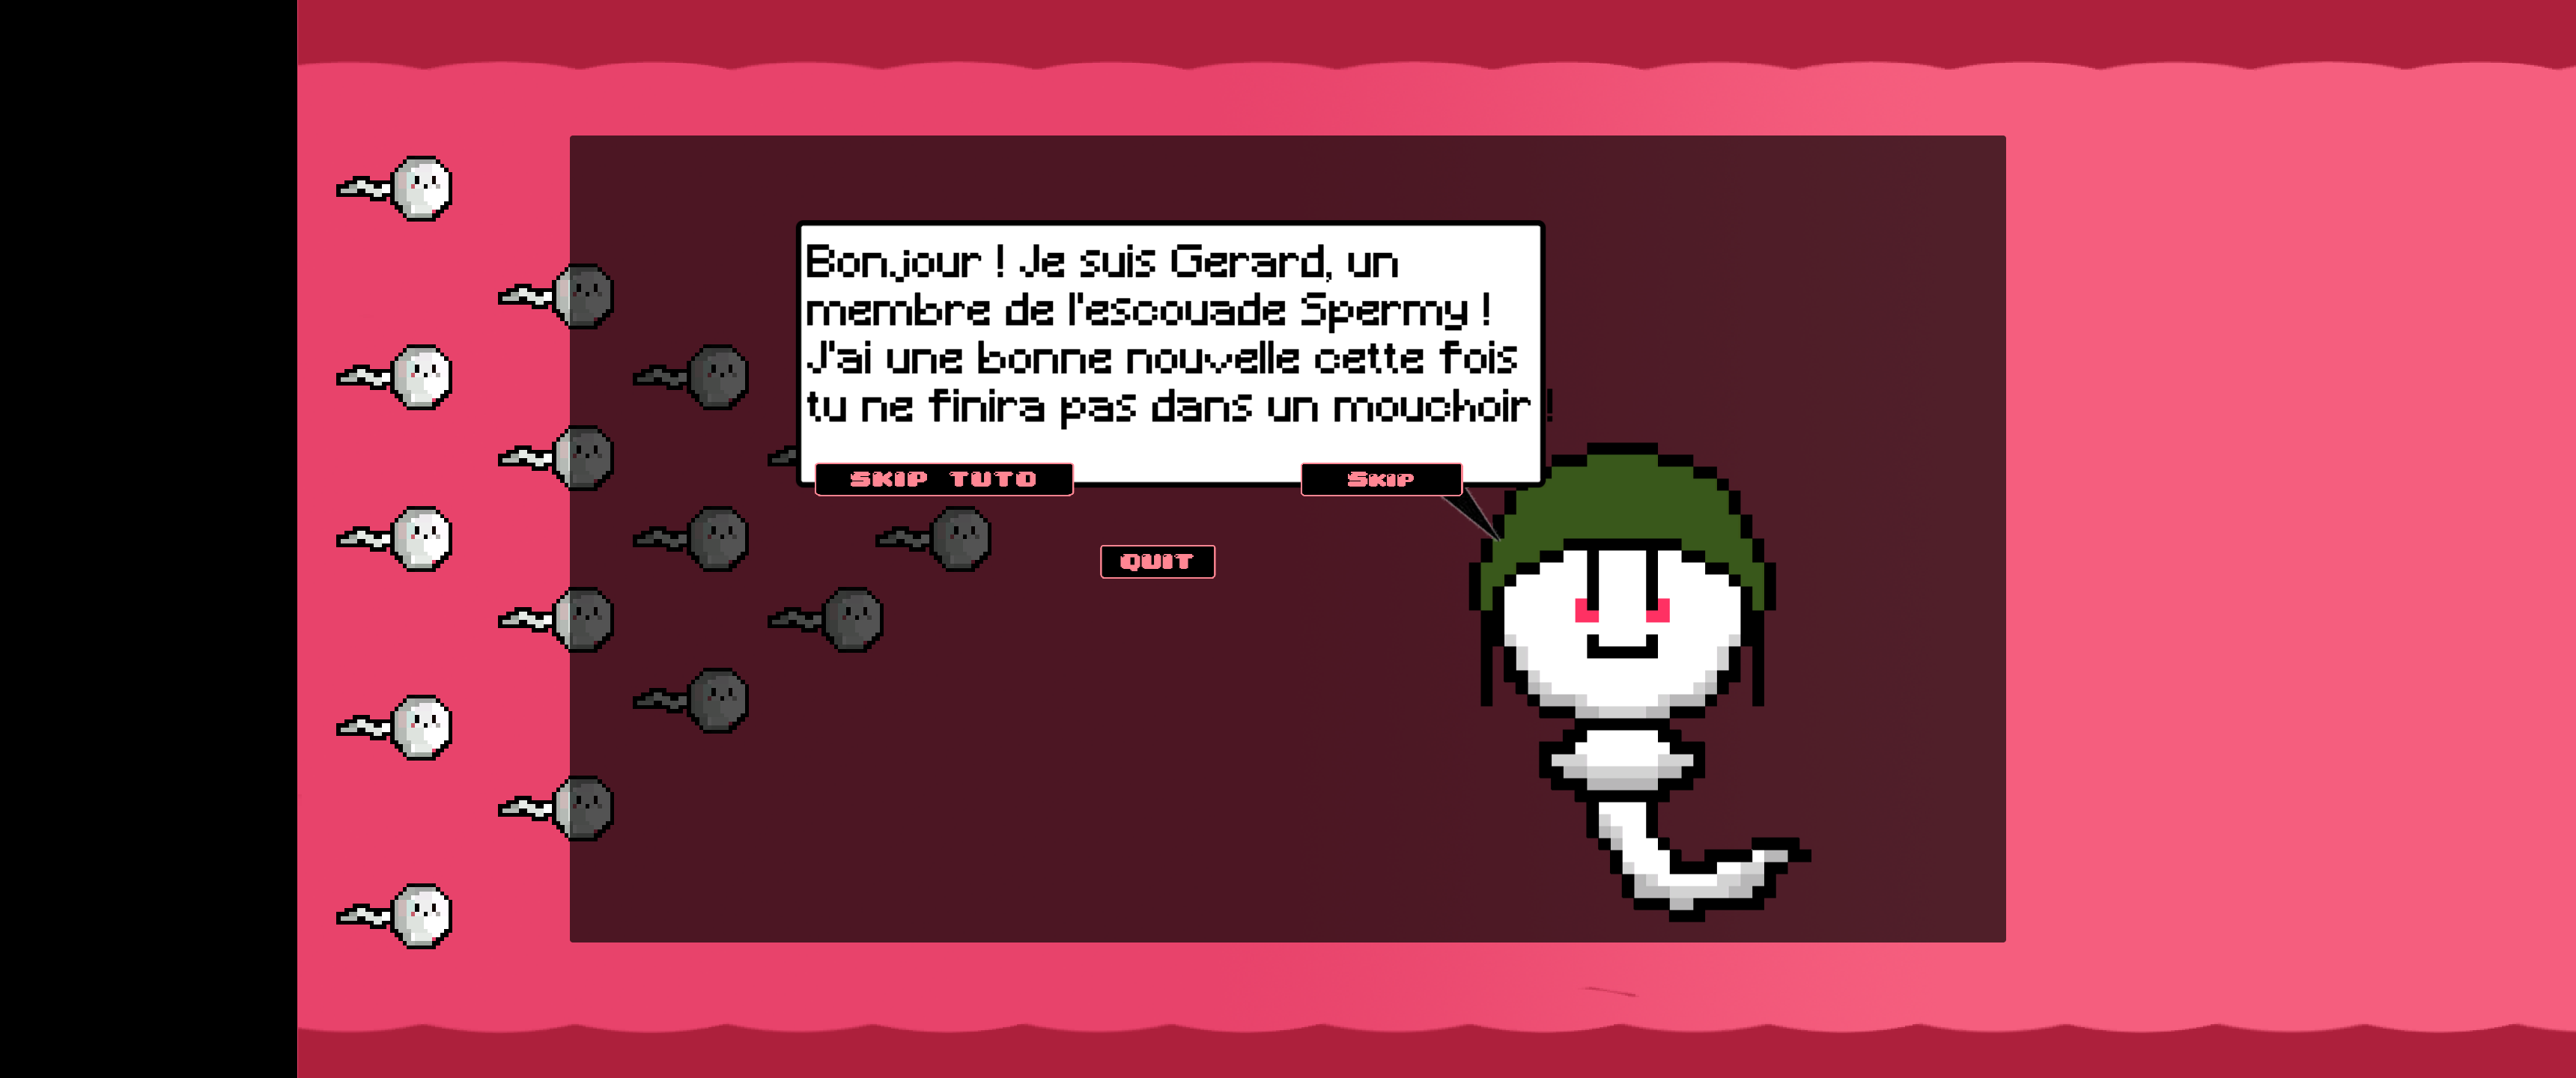 Bonjour ! Je suis Gerard, un
membre de l'escouade Spermy !
J'ai une bonne nouvelle cette fois
tu ne finira pas dans un mouchoir !
SKIP TUTO
SKIP
QUIT